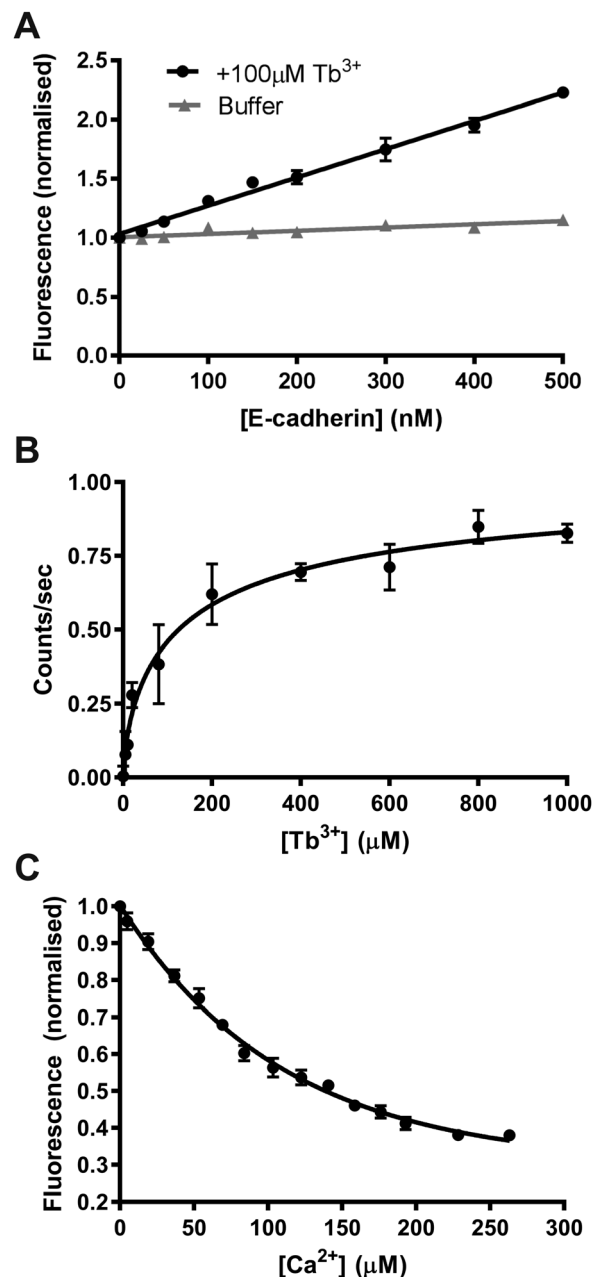 A
Fluorescence (normalised)
2.5
2.0
1.5
1.0
0.5
0.0
+100μM Tb³⁺
Buffer
0 100 200 300 400 500
[E-cadherin] (nM)
B
Counts/sec
1.00
0.75
0.50
0.25
0.00
0 200 400 600 800 1000
[Tb³⁺] (μM)
C
Fluorescence (normalised)
1.0
0.9
0.8
0.7
0.6
0.5
0.4
0.3
0.2
0 50 100 150 200 250 300
[Ca²⁺] (μM)